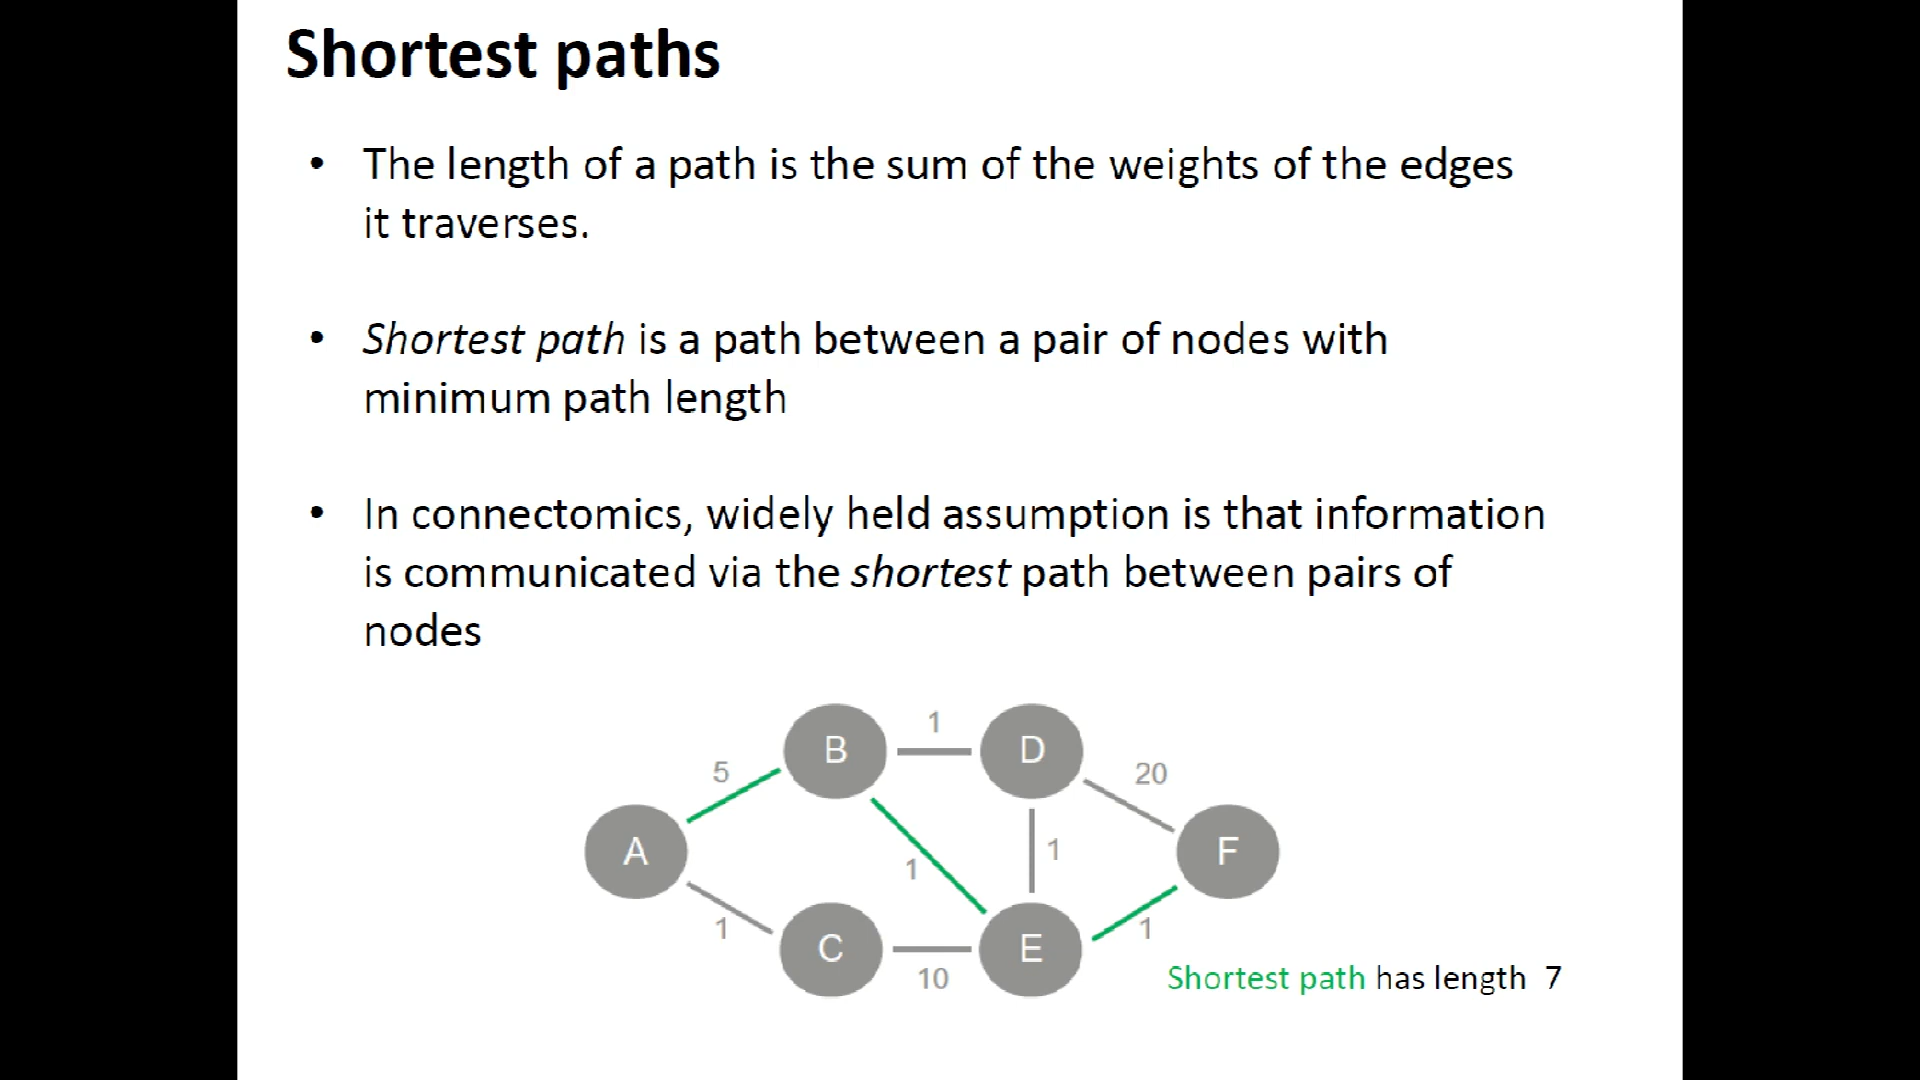 Shortest paths
• The length of a path is the sum of the weights of the edges
it traverses.
• Shortest path is a path between a pair of nodes with
minimum path length
• In connectomics, widely held assumption is that information
is communicated via the shortest path between pairs of
nodes
1
B
D
5
20
A
1
1
F
1
1
C
E
10
Shortest path has length 7